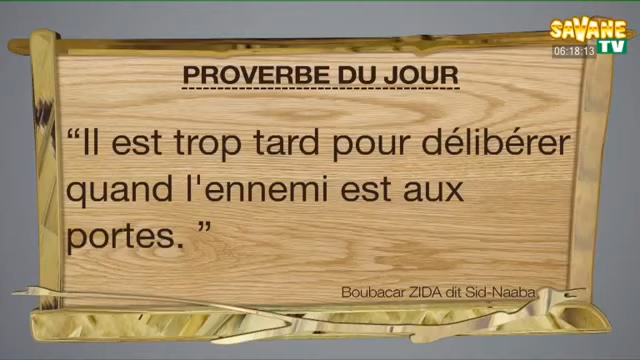 SAVANE
TV
06:18:13
PROVERBE DU JOUR
“Il est trop tard pour délibérer
quand l'ennemi est aux
portes. ”
Boubacar ZIDA dit Sid-Naaba